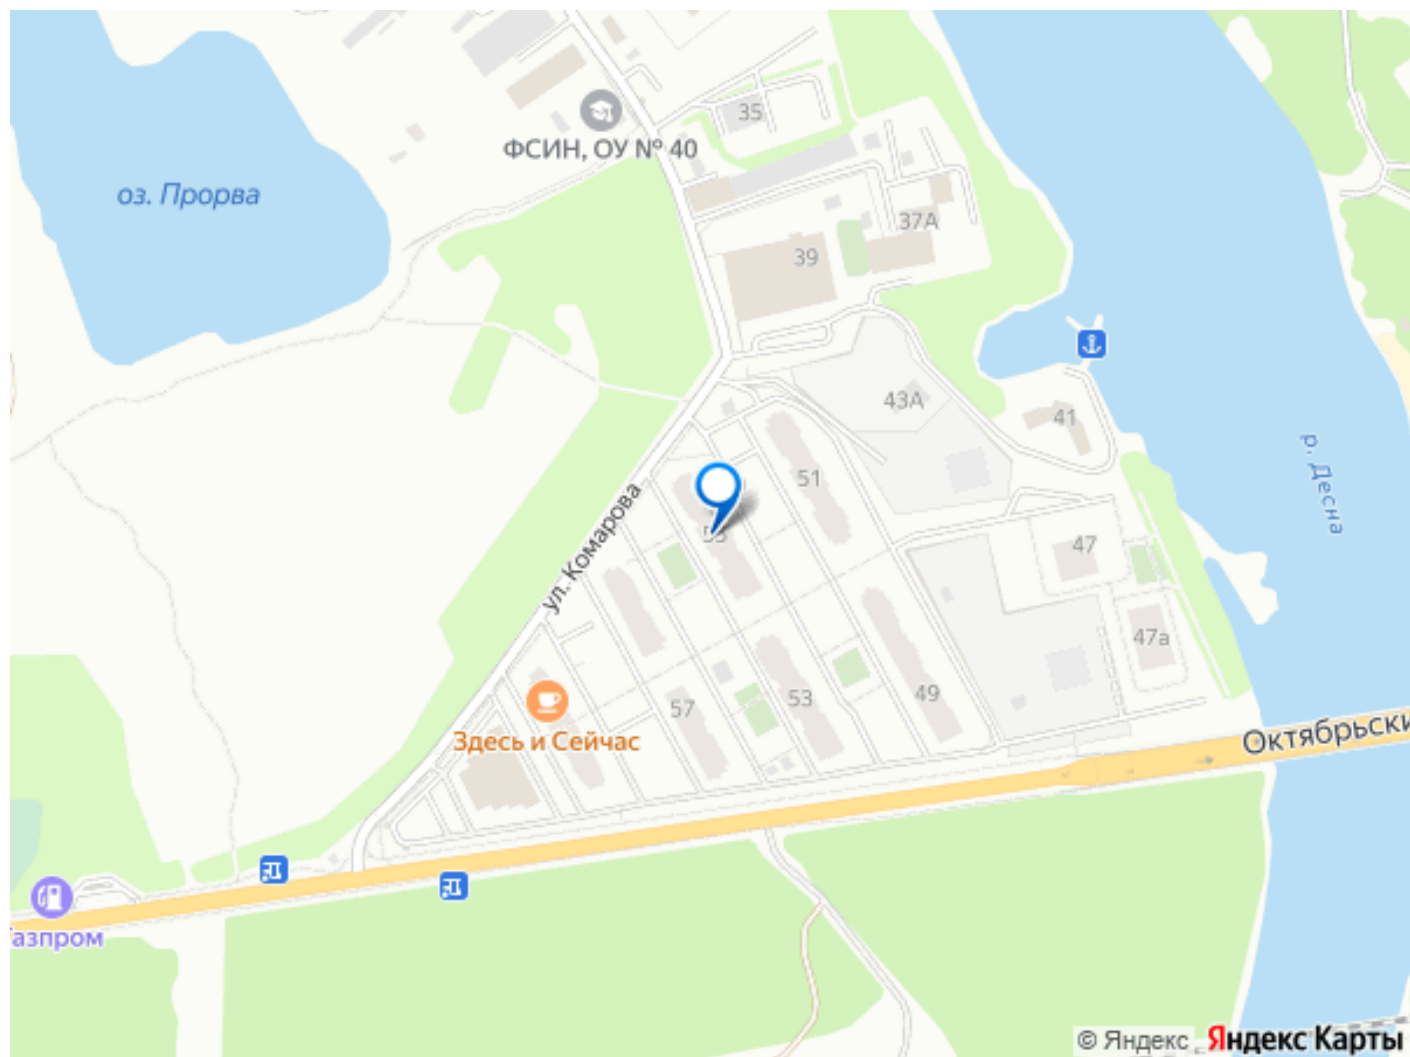 35
ФСИН, ОУ № 40
оз. Прорва
37А
39
43А
41
51
р. Десна
ул. Комарова
47
47а
53
49
57
Здесь и Сейчас
Октябрьски
азпром
© Яндекс Яндекс Карты